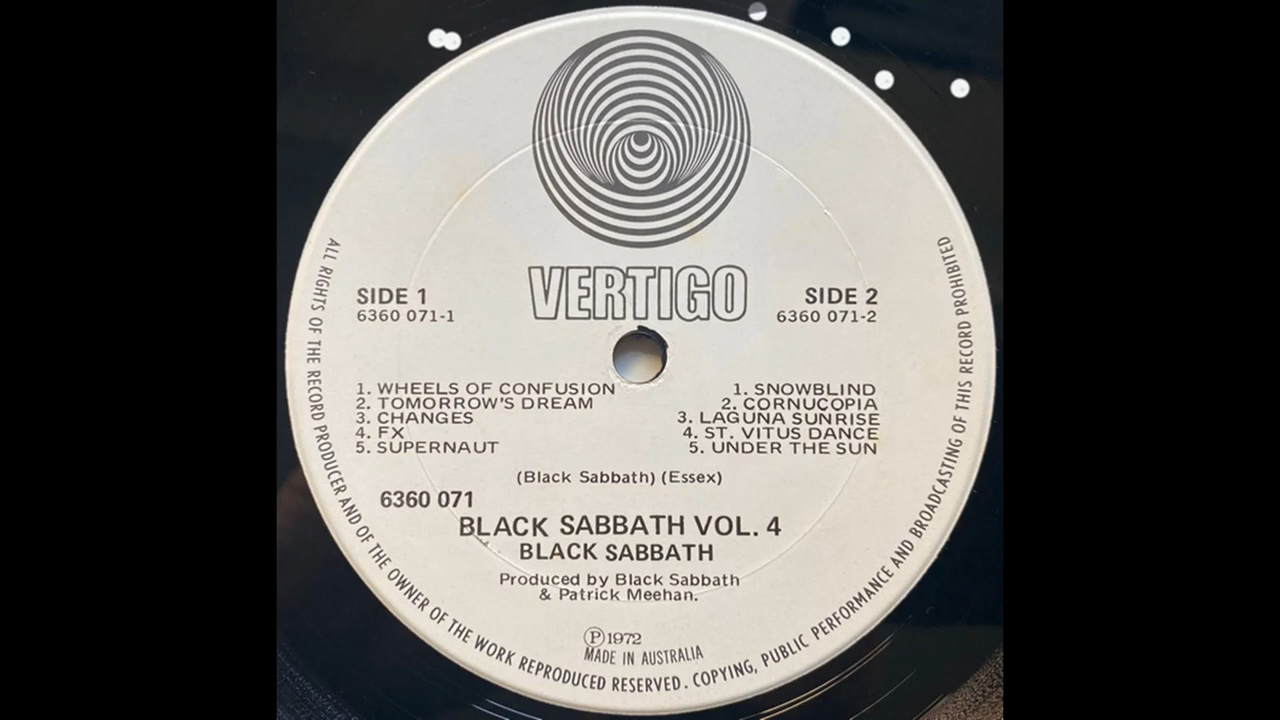 VERTIGO
SIDE 1
6360 071-1
SIDE 2
6360 071-2
1. WHEELS OF CONFUSION
2. TOMORROW'S DREAM
3. CHANGES
4. FX
5. SUPERNAUT
1. SNOWBLIND
2. CORNUCOPIA
3. LAGUNA SUNRISE
4. ST. VITUS DANCE
5. UNDER THE SUN
(Black Sabbath) (Essex)
6360 071
BLACK SABBATH VOL. 4
BLACK SABBATH
Produced by Black Sabbath
& Patrick Meehan.
Ⓟ1972
MADE IN AUSTRALIA
ALL RIGHTS OF THE RECORD PRODUCER AND OF THE OWNER OF THE WORK REPRODUCED RESERVED. COPYING, PUBLIC PERFORMANCE AND BROADCASTING OF THIS RECORD PROHIBITED